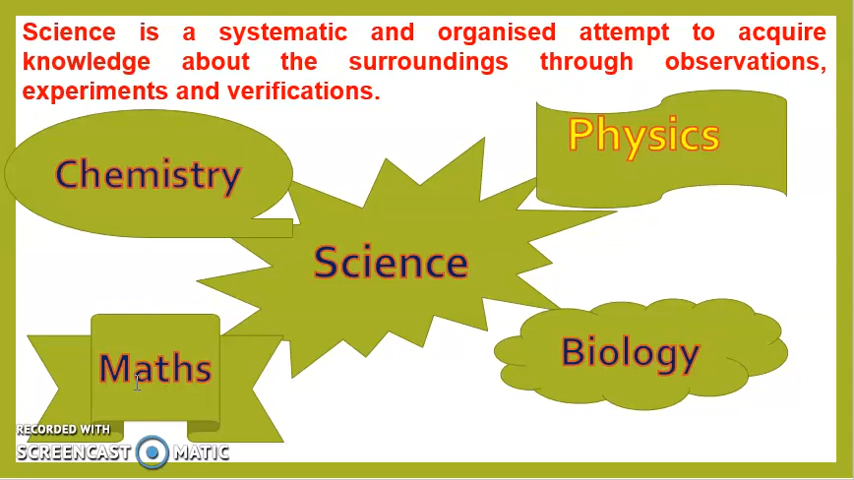 Science is a systematic and organised attempt to acquire
knowledge about the surroundings through observations,
experiments and verifications.
Physics
Chemistry
Science
Biology
Maths
RECORDED WITH
SCREENCAST MATIC